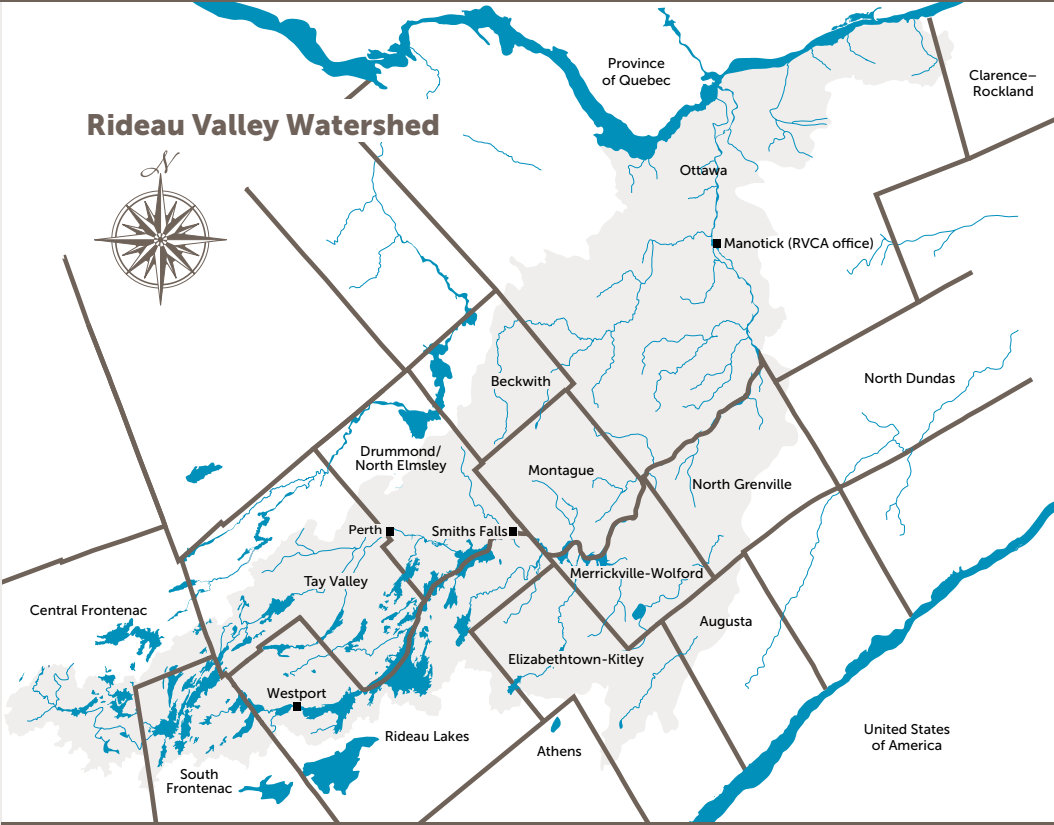 Province
of Quebec
Clarence–
Rockland
Rideau Valley Watershed
N
Ottawa
Manotick (RVCA office)
Beckwith
North Dundas
Drummond/
North Elmsley
Montague
North Grenville
Perth
Smiths Falls
Tay Valley
Merrickville-Wolford
Central Frontenac
Augusta
Elizabethtown-Kitley
Westport
Rideau Lakes
Athens
United States
of America
South
Frontenac